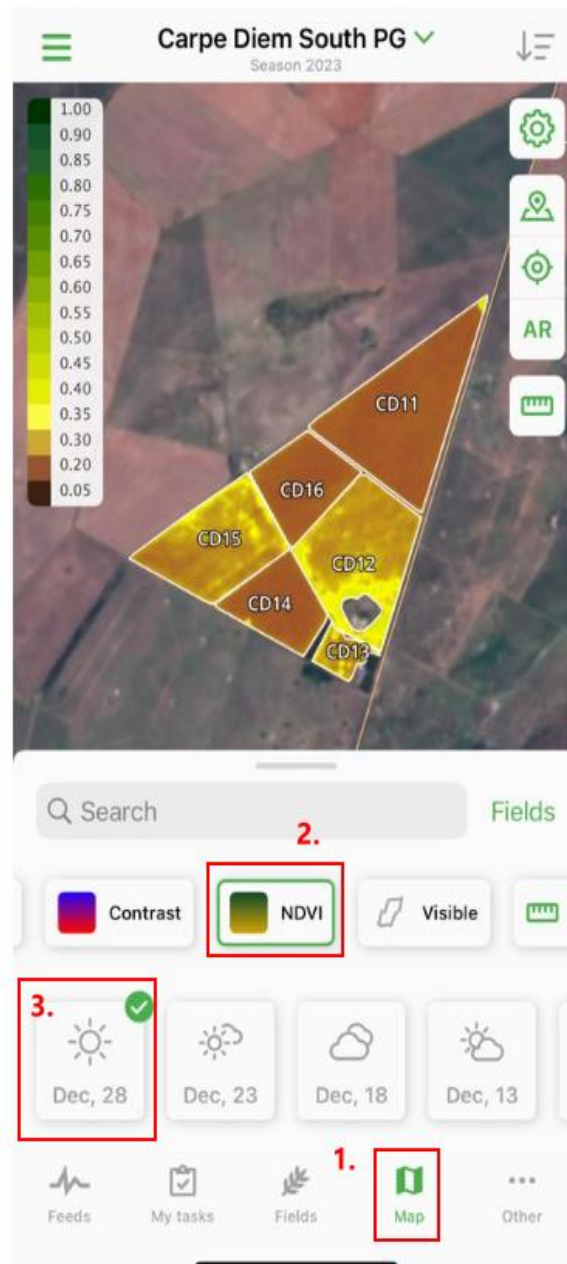 Carpe Diem South PG
Season 2023
1.00
0.90
0.85
0.80
0.75
0.70
0.65
0.60
0.55
0.50
0.45
0.40
0.35
0.30
0.20
0.05
AR
CD11
CD16
CD15
CD12
CD14
CD13
Search
Fields
2.
Contrast
NDVI
Visible
3.
Dec, 28
Dec, 23
Dec, 18
Dec, 13
1.
Feeds
My tasks
Fields
Map
Other